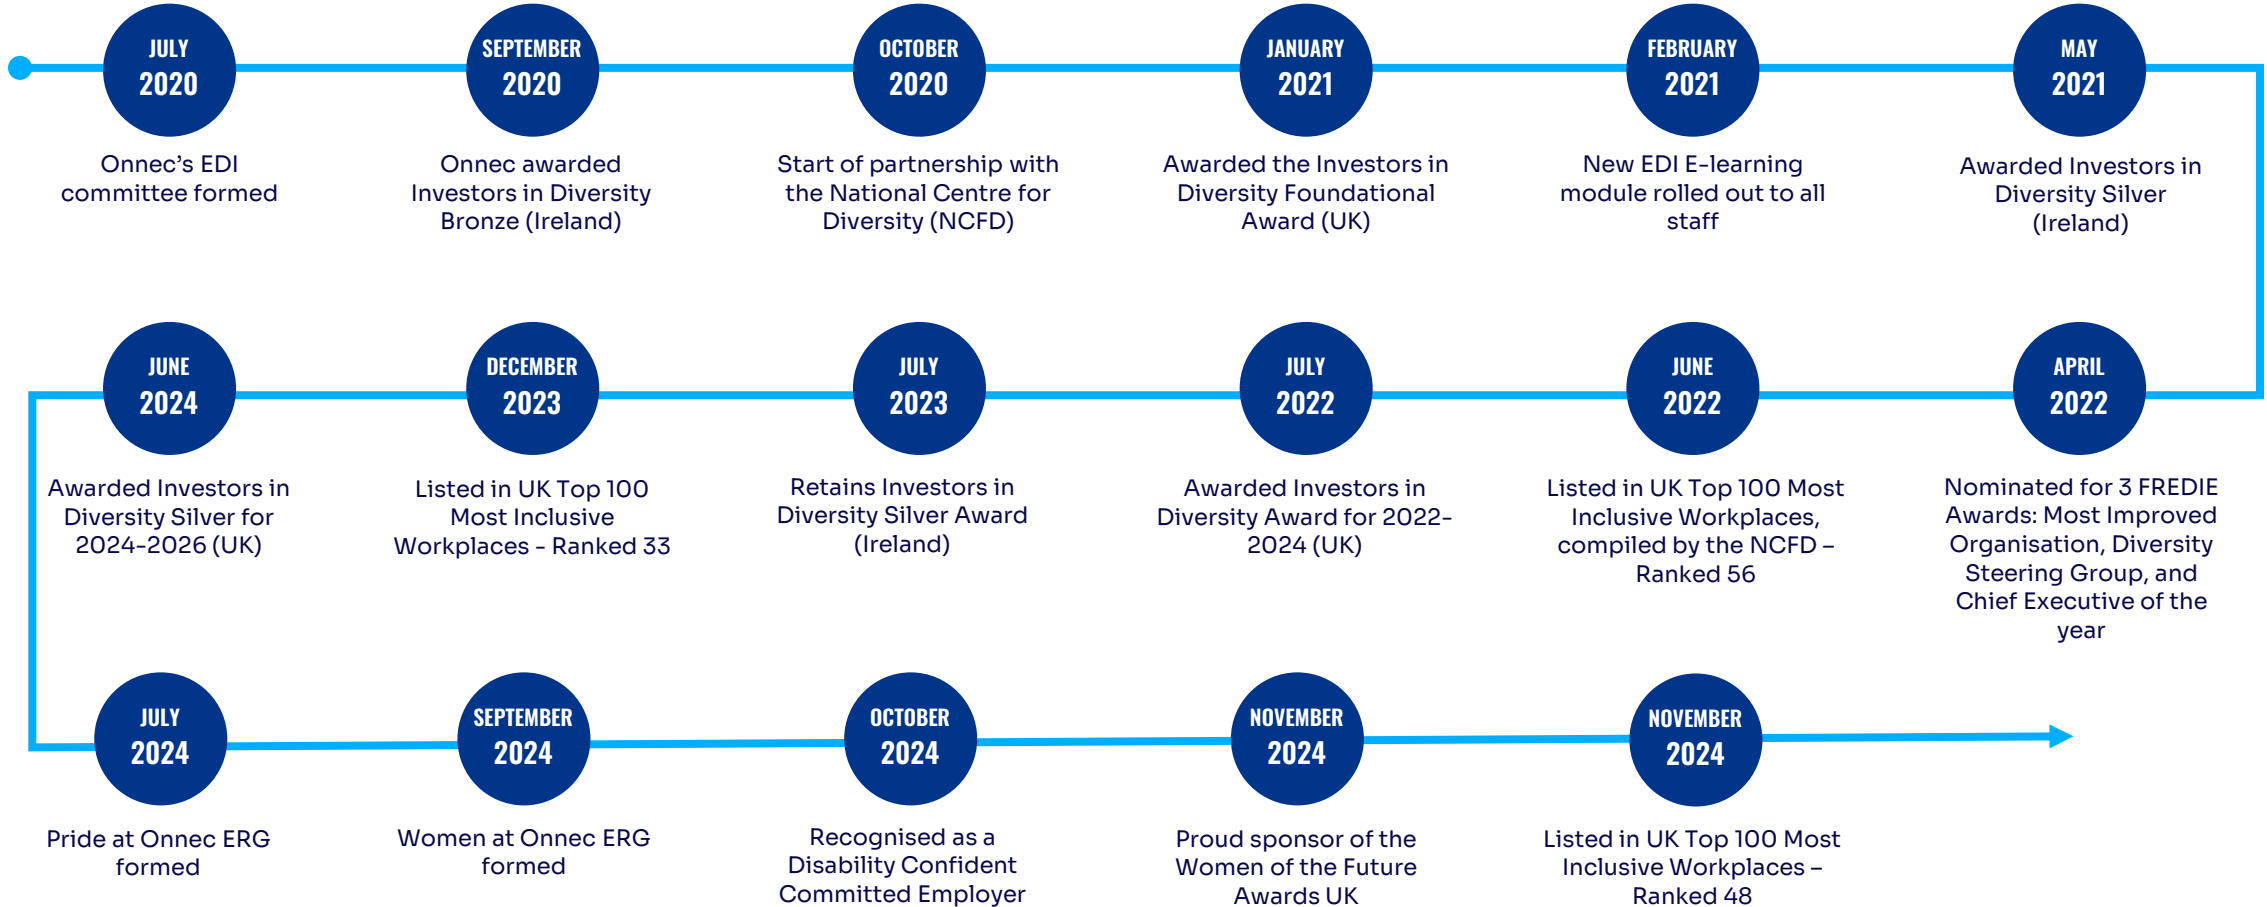 JULY
2020
Onnec’s EDI
committee formed
SEPTEMBER
2020
Onnec awarded
Investors in Diversity
Bronze (Ireland)
OCTOBER
2020
Start of partnership with
the National Centre for
Diversity (NCFD)
JANUARY
2021
Awarded the Investors in
Diversity Foundational
Award (UK)
FEBRUARY
2021
New EDI E-learning
module rolled out to all
staff
MAY
2021
Awarded Investors in
Diversity Silver
(Ireland)
APRIL
2022
Nominated for 3 FREDIE
Awards: Most Improved
Organisation, Diversity
Steering Group, and
Chief Executive of the
year
JUNE
2022
Listed in UK Top 100 Most
Inclusive Workplaces,
compiled by the NCFD –
Ranked 56
JULY
2022
Awarded Investors in
Diversity Award for 2022-
2024 (UK)
JULY
2023
Retains Investors in
Diversity Silver Award
(Ireland)
DECEMBER
2023
Listed in UK Top 100
Most Inclusive
Workplaces - Ranked 33
JUNE
2024
Awarded Investors in
Diversity Silver for
2024-2026 (UK)
JULY
2024
Pride at Onnec ERG
formed
SEPTEMBER
2024
Women at Onnec ERG
formed
OCTOBER
2024
Recognised as a
Disability Confident
Committed Employer
NOVEMBER
2024
Proud sponsor of the
Women of the Future
Awards UK
NOVEMBER
2024
Listed in UK Top 100 Most
Inclusive Workplaces –
Ranked 48